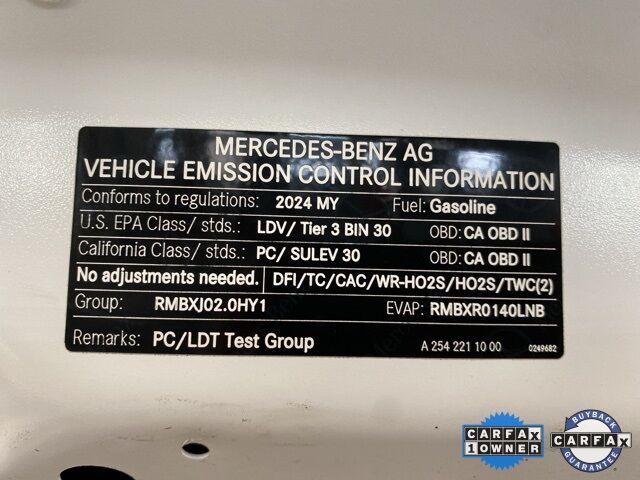 MERCEDES-BENZ AG
VEHICLE EMISSION CONTROL INFORMATION
Conforms to regulations: 2024 MY Fuel: Gasoline
U.S. EPA Class/ stds.: LDV/ Tier 3 BIN 30 OBD: CA OBD II
California Class/ stds.: PC/ SULEV 30 OBD: CA OBD II
No adjustments needed. DFI/TC/CAC/WR-HO2S/HO2S/TWC(2)
Group: RMBXJ02.0HY1 EVAP: RMBXR0140LNB
Remarks: PC/LDT Test Group A 254 221 10 00 0249682
CARFAX
1 OWNER
BUYBACK
CARFAX
GUARANTEE